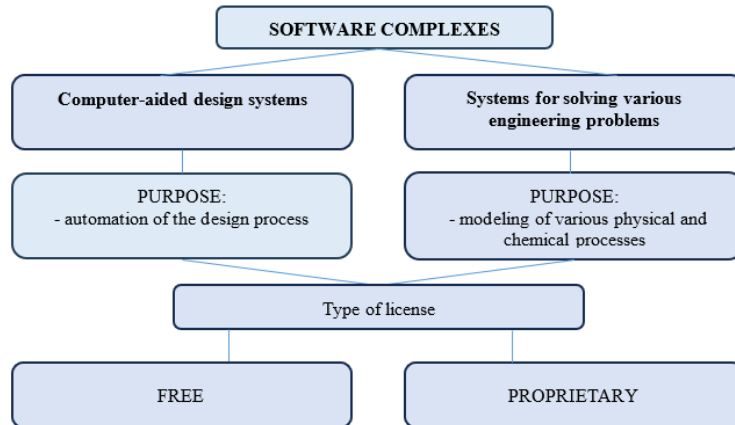 SOFTWARE COMPLEXES
Computer-aided design systems
Systems for solving various
engineering problems
PURPOSE:
- automation of the design process
PURPOSE:
- modeling of various physical and
chemical processes
Type of license
FREE
PROPRIETARY